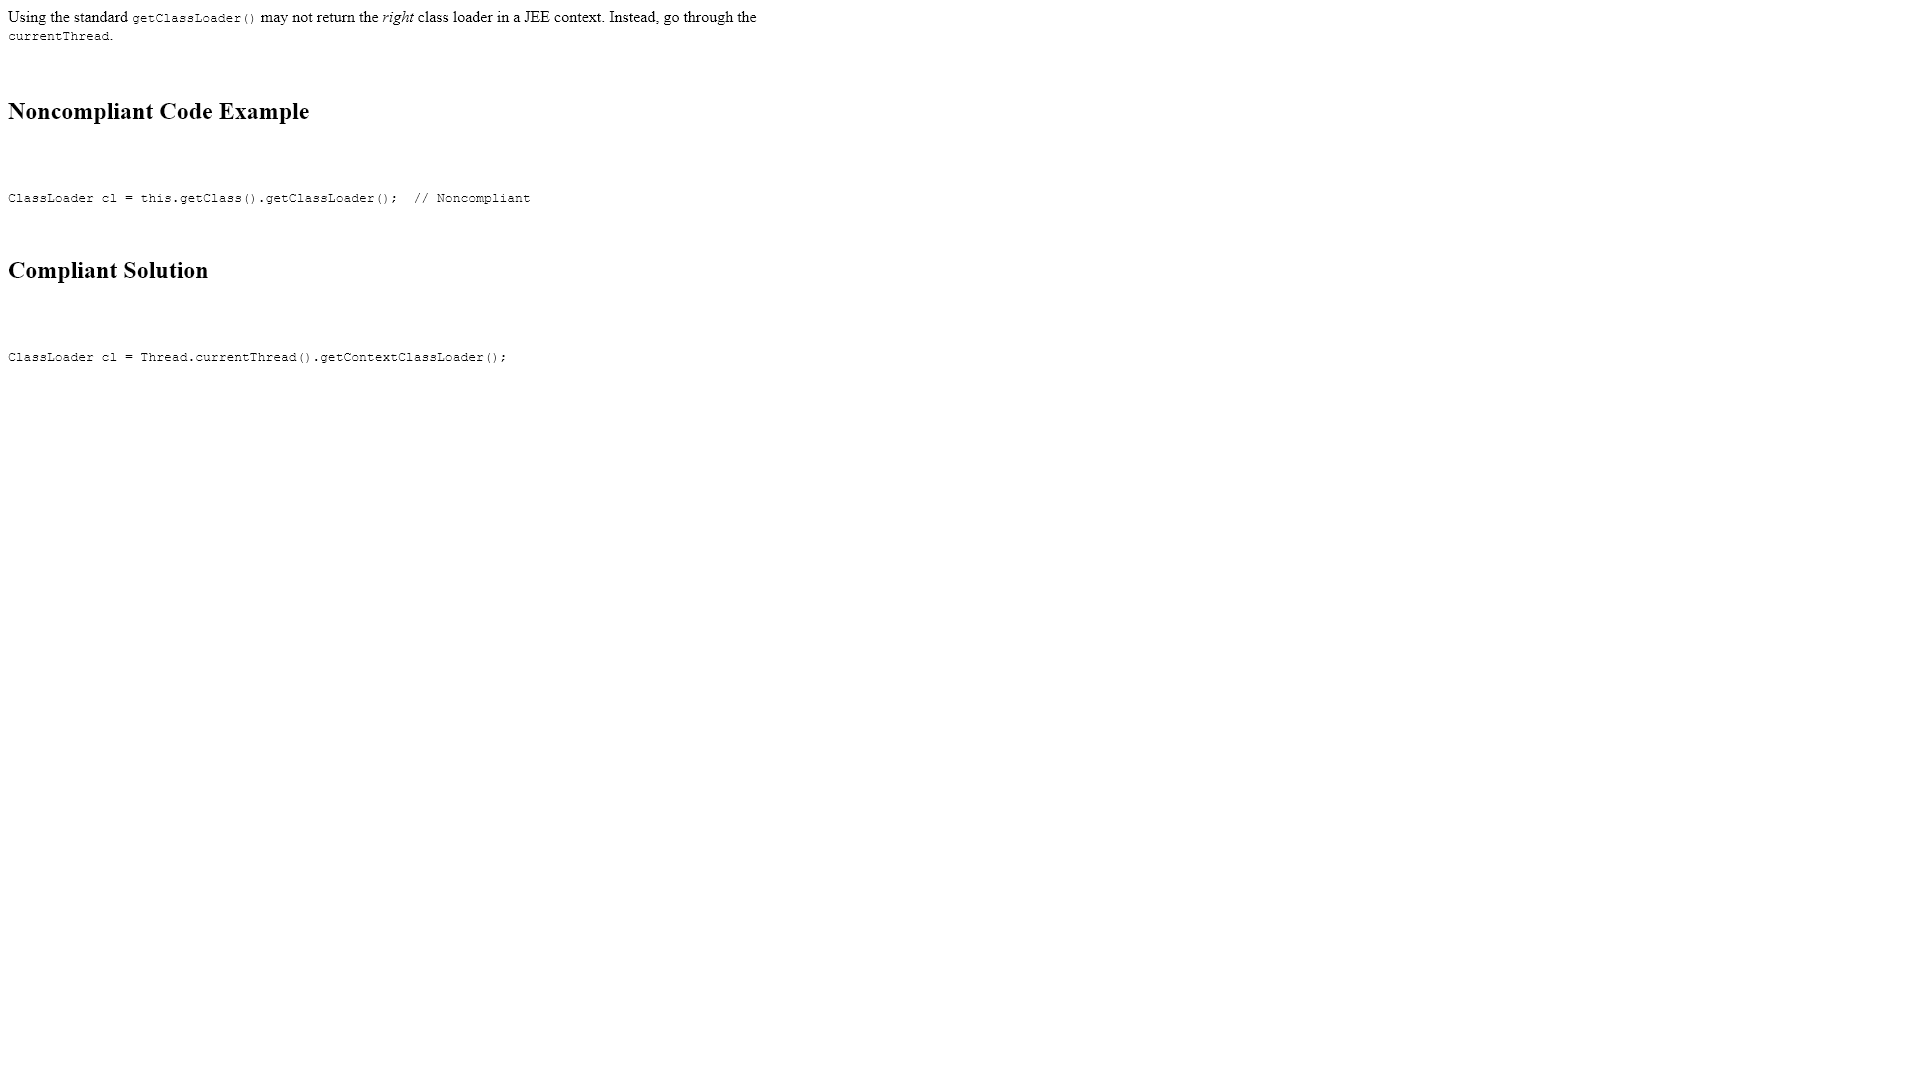 Using the standard getClassLoader() may not return the right class loader in a JEE context. Instead, go through the
currentThread.
Noncompliant Code Example
ClassLoader cl = this.getClass().getClassLoader();  // Noncompliant
Compliant Solution
ClassLoader cl = Thread.currentThread().getContextClassLoader();